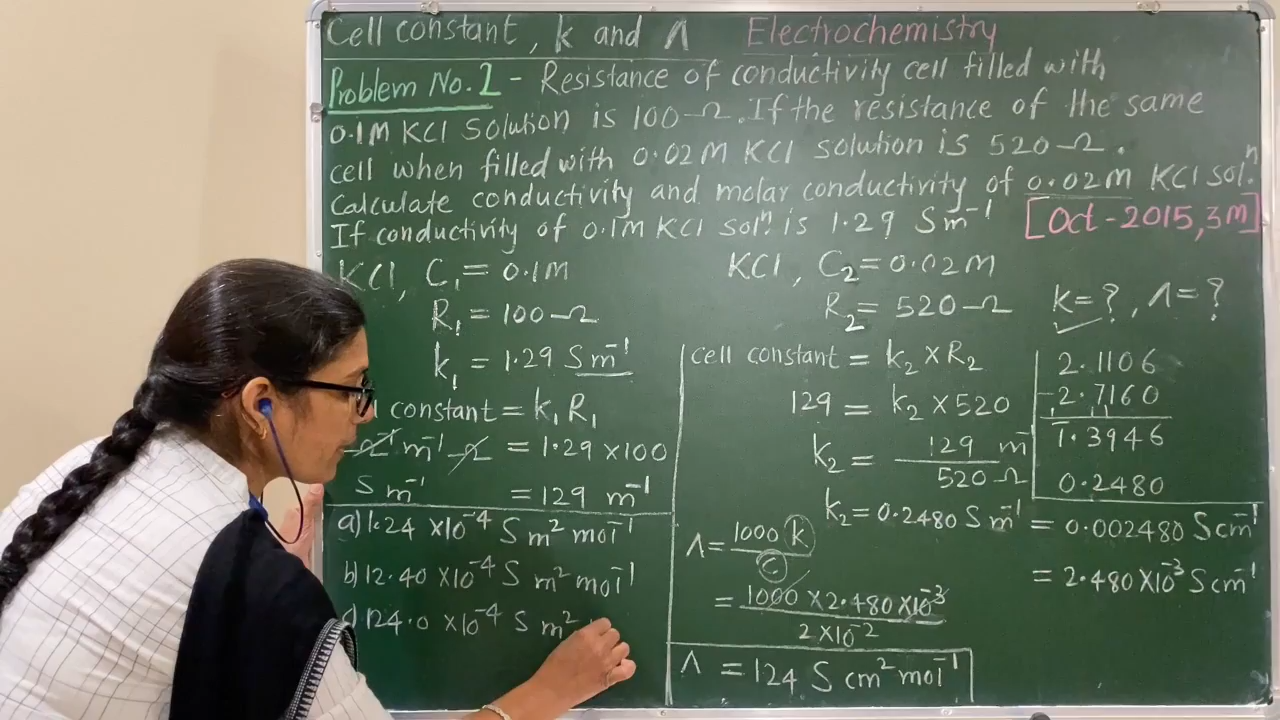 Cell constant, k and Λ Electrochemistry
Problem No. 2 - Resistance of conductivity cell filled with
0.1M KCl Solution is 100 Ω. If the resistance of the same
cell when filled with 0.02M KCl solution is 520 Ω.
Calculate conductivity and molar conductivity of 0.02M KCl solⁿ.
If conductivity of 0.1M KCl solⁿ. is 1.29 Sm⁻¹ [Oct - 2015, 3M]
KCl, C₁ = 0.1M
R₁ = 100 Ω
k₁ = 1.29 Sm⁻¹
constant = k₁R₁
Ω⁻¹ m⁻¹ Ω = 1.29 × 100
S m⁻¹ = 129 m⁻¹
a) 1.24 × 10⁻⁴ S m² mol⁻¹
b) 12.40 × 10⁻⁴ S m² mol⁻¹
c) 124.0 × 10⁻⁴ S m²
KCl, C₂ = 0.02M
R₂ = 520 Ω k = ?, Λ = ?
cell constant = k₂ × R₂
129 = k₂ × 520
k₂ = 129 m⁻¹
520 Ω
k₂ = 0.2480 S m⁻¹ = 0.002480 S cm⁻¹
= 2.480 × 10⁻³ S cm⁻¹
Λ = 1000 k
C
= 1000 × 2.480 × 10⁻³
2 × 10⁻²
Λ = 124 S cm² mol⁻¹
2.1106
- 2.7160
1̄.3946
0.2480